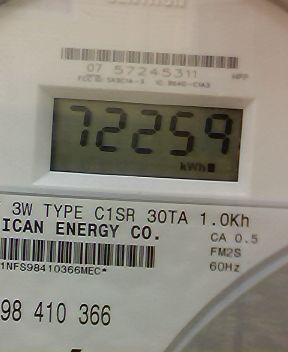 07 57245311
HPP
72259
kWh
3W TYPE C1SR 30TA 1.0Kh
ICAN ENERGY CO.
CA 0.5
FM2S
60Hz
1NFS98410366MEC*
98 410 366